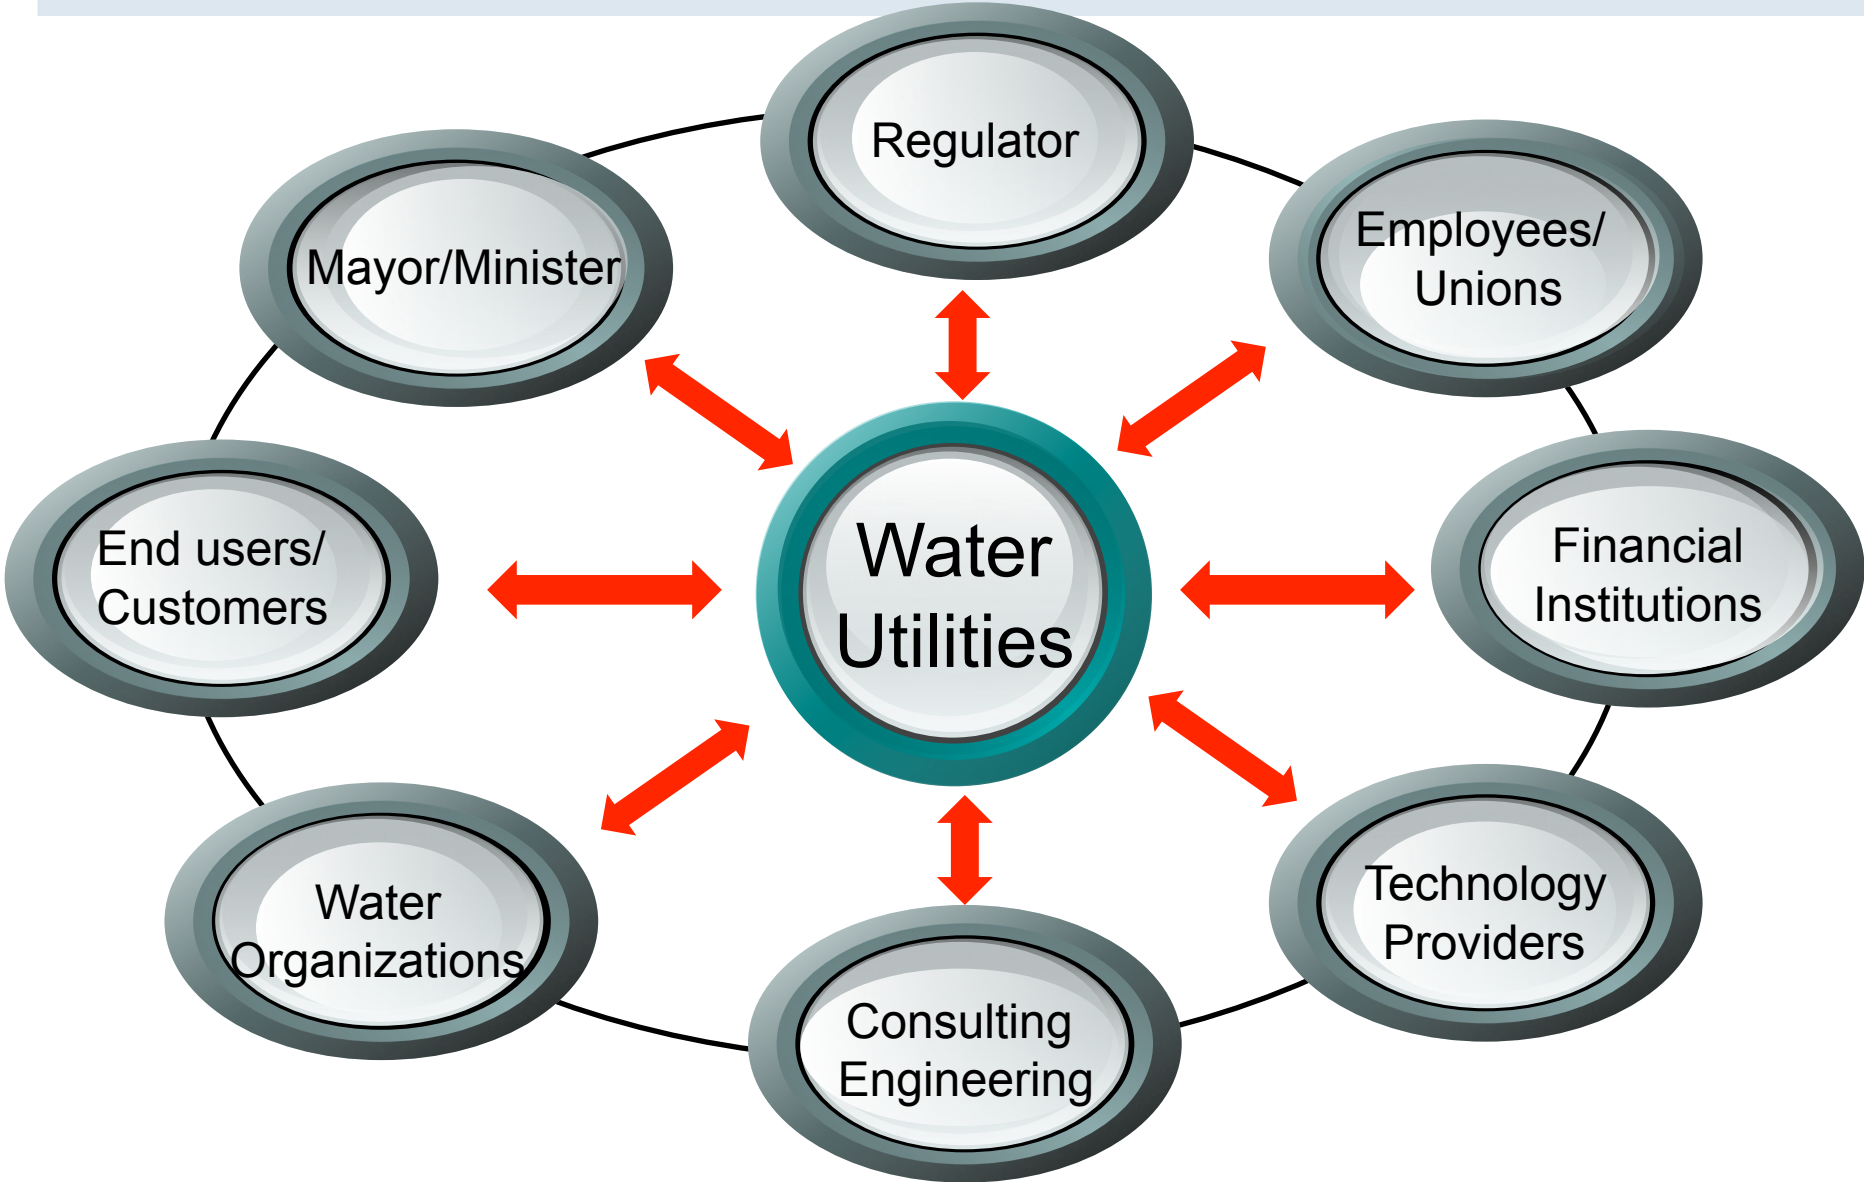 Regulator
Mayor/Minister
Employees/
Unions
End users/
Customers
Water
Utilities
Financial
Institutions
Water
Organizations
Technology
Providers
Consulting
Engineering